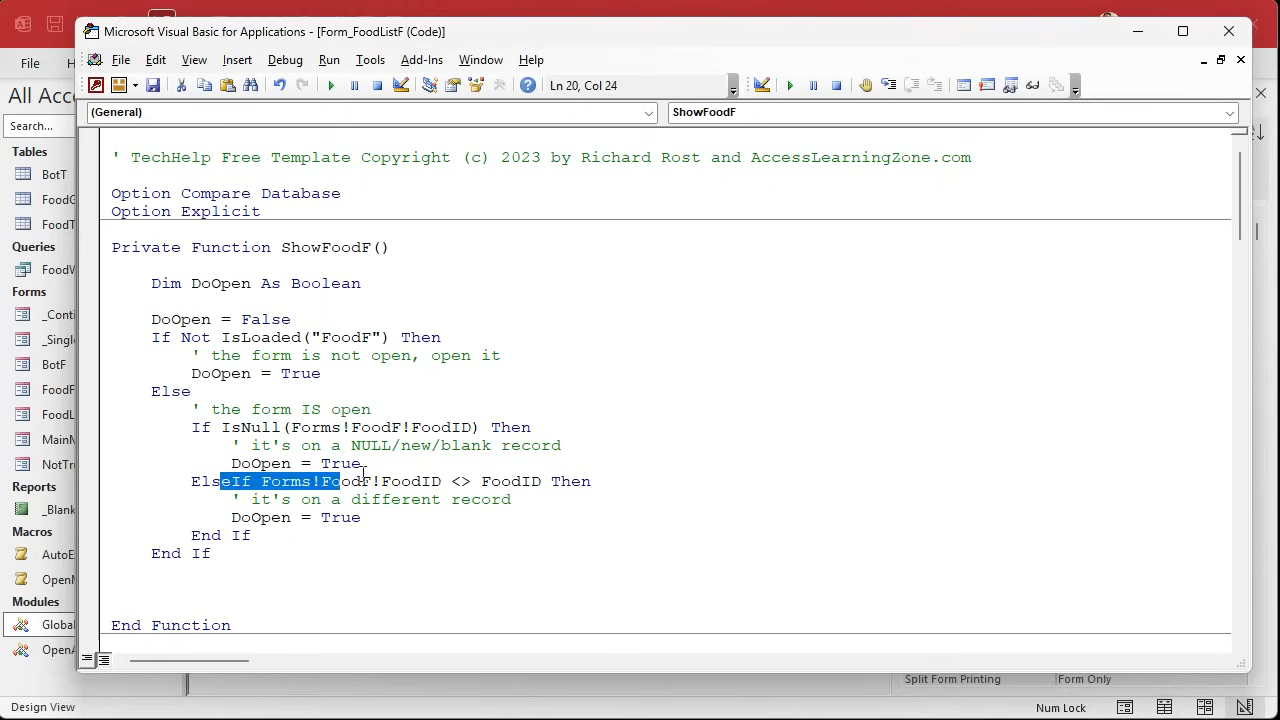 Microsoft Visual Basic for Applications - [Form_FoodListF (Code)]
File
File Edit View Insert Debug Run Tools Add-Ins Window Help
All Acc
Ln 20, Col 24
(General)
ShowFoodF
Search...
Tables
BotT
FoodG
FoodT
Queries
FoodW
Forms
_Conti
_Single
BotF
FoodF
FoodL
MainM
NotTr
Reports
_Blank
Macros
AutoE
OpenM
Modules
Global
OpenA
' TechHelp Free Template Copyright (c) 2023 by Richard Rost and AccessLearningZone.com
Option Compare Database
Option Explicit
Private Function ShowFoodF()
Dim DoOpen As Boolean
DoOpen = False
If Not IsLoaded("FoodF") Then
' the form is not open, open it
DoOpen = True
Else
' the form IS open
If IsNull(Forms!FoodF!FoodID) Then
' it's on a NULL/new/blank record
DoOpen = True
ElseIf Forms!FoodF!FoodID <> FoodID Then
' it's on a different record
DoOpen = True
End If
End If
End Function
Split Form Printing
Form Only
Design View
Num Lock